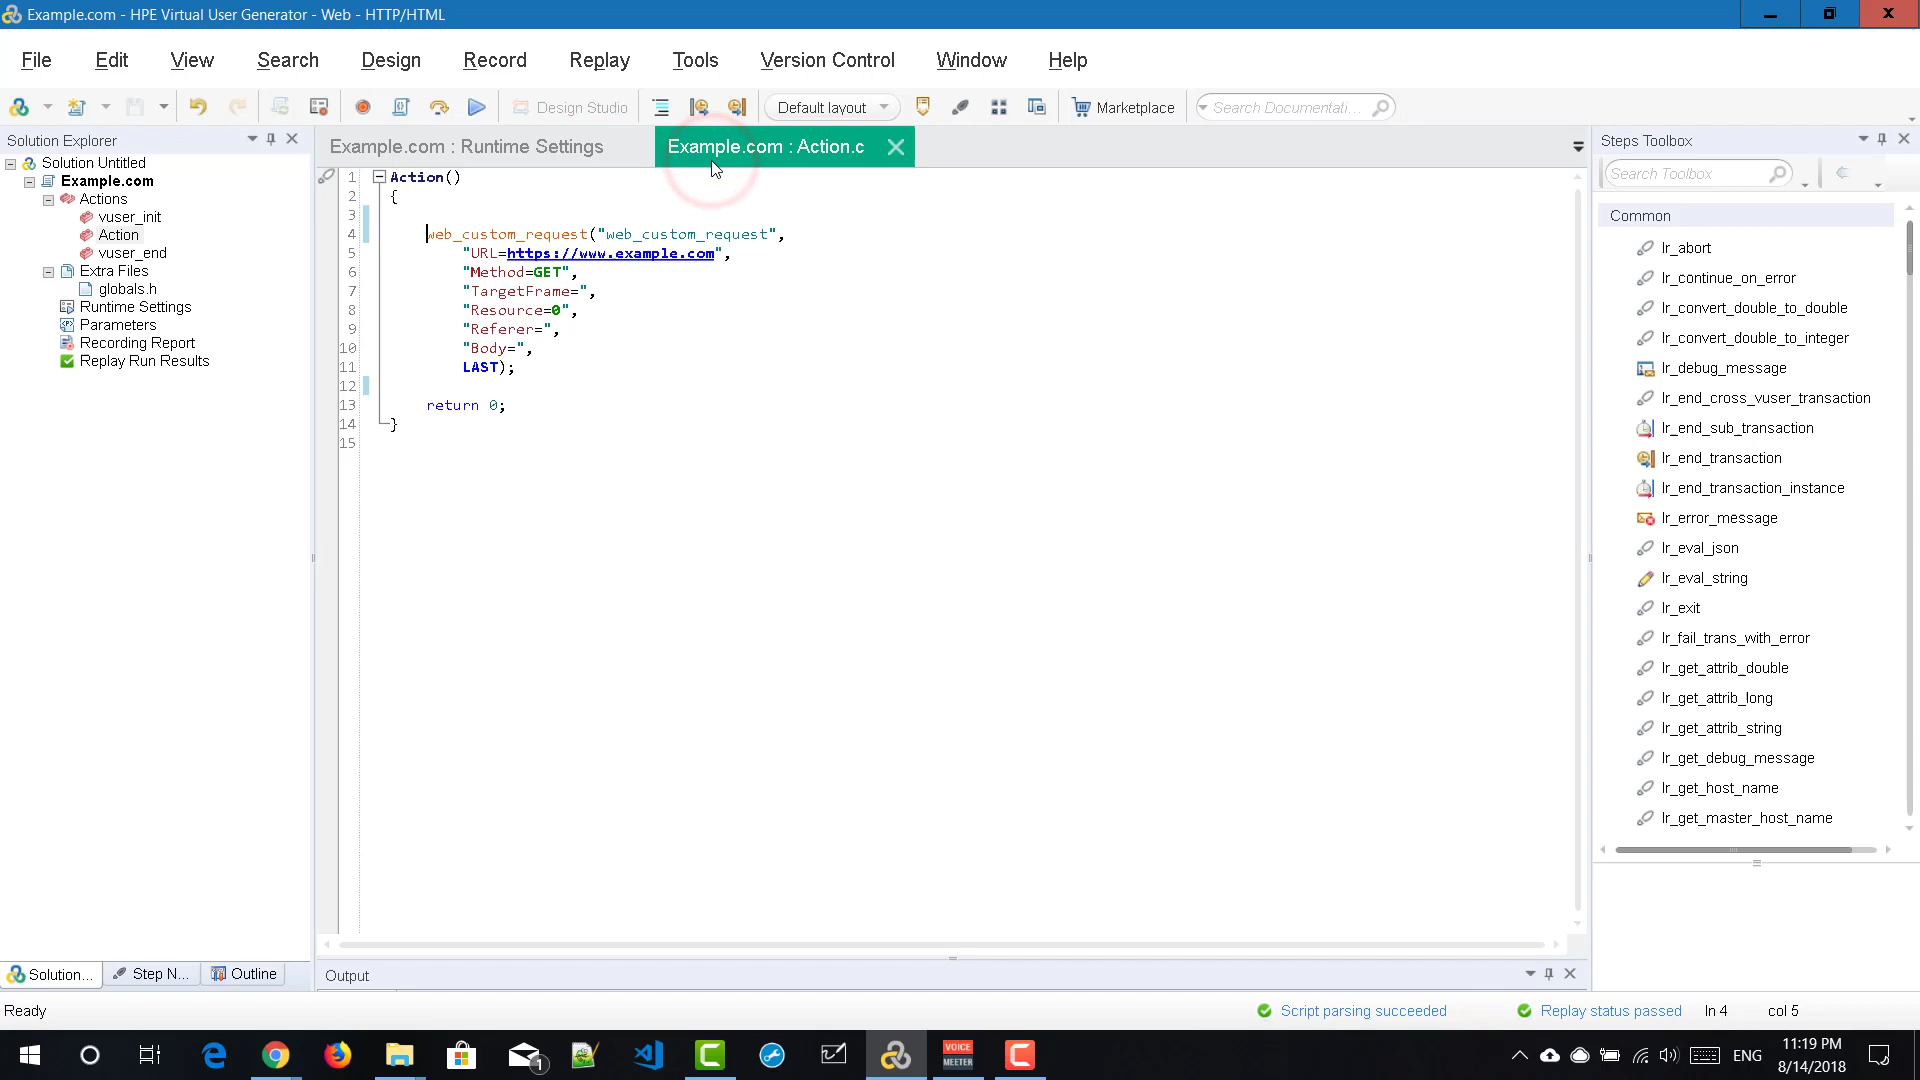 Example.com - HPE Virtual User Generator - Web - HTTP/HTML
File Edit View Search Design Record Replay Tools Version Control Window Help
Design Studio Default layout Marketplace Search Documentati...
Solution Explorer
Solution Untitled
Example.com
Actions
vuser_init
Action
vuser_end
Extra Files
globals.h
Runtime Settings
Parameters
Recording Report
Replay Run Results
Solution... Step N... Outline
Example.com : Runtime Settings Example.com : Action.c
1 Action()
2 {
3
4 web_custom_request("web_custom_request",
5 "URL=https://www.example.com",
6 "Method=GET",
7 "TargetFrame=",
8 "Resource=0",
9 "Referer=",
10 "Body=",
11 LAST);
12
13 return 0;
14 }
15
Output
Steps Toolbox
Search Toolbox
Common
lr_abort
lr_continue_on_error
lr_convert_double_to_double
lr_convert_double_to_integer
lr_debug_message
lr_end_cross_vuser_transaction
lr_end_sub_transaction
lr_end_transaction
lr_end_transaction_instance
lr_error_message
lr_eval_json
lr_eval_string
lr_exit
lr_fail_trans_with_error
lr_get_attrib_double
lr_get_attrib_long
lr_get_attrib_string
lr_get_debug_message
lr_get_host_name
lr_get_master_host_name
Ready Script parsing succeeded Replay status passed ln 4 col 5
1 VOICE MEETER ENG 11:19 PM
8/14/2018